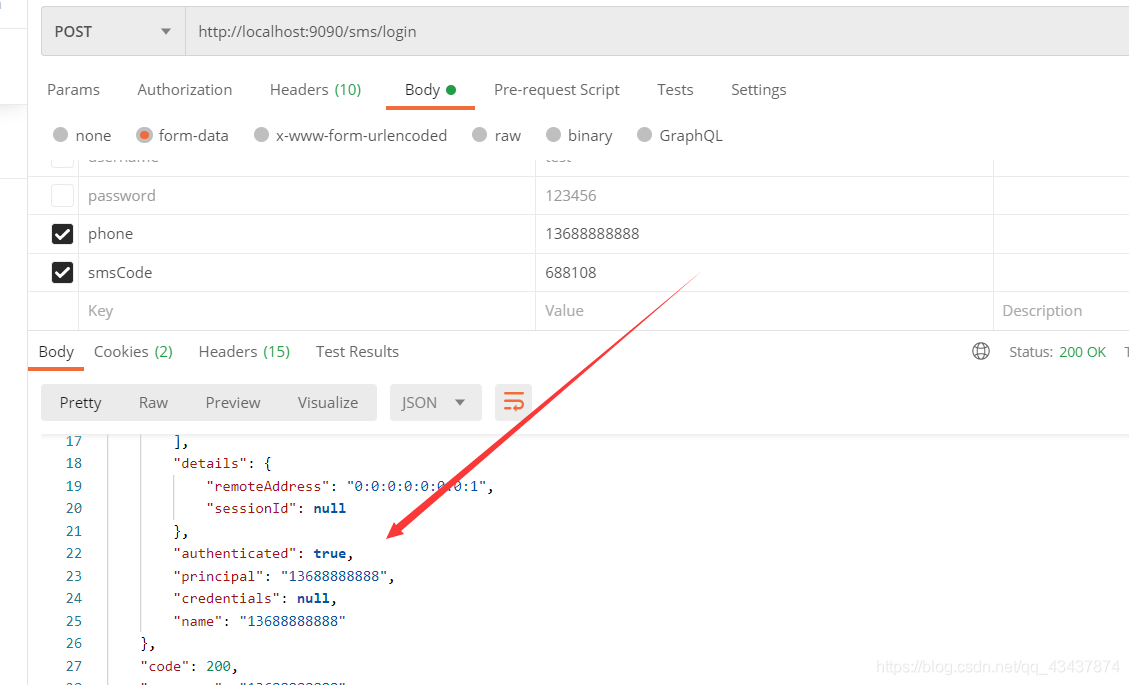 POST http://localhost:9090/sms/login
Params Authorization Headers (10) Body Pre-request Script Tests Settings
none form-data x-www-form-urlencoded raw binary GraphQL
username test
password 123456
phone 13688888888
smsCode 688108
Key Value Description
Body Cookies (2) Headers (15) Test Results Status: 200 OK
Pretty Raw Preview Visualize JSON
17 ],
18 "details": {
19 "remoteAddress": "0:0:0:0:0:0:0:1",
20 "sessionId": null
21 },
22 "authenticated": true,
23 "principal": "13688888888",
24 "credentials": null,
25 "name": "13688888888"
26 },
27 "code": 200,
https://blog.csdn.net/qq_43437874